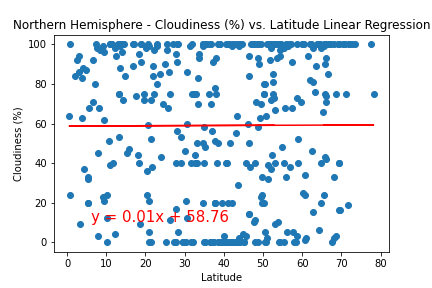 Northern Hemisphere - Cloudiness (%) vs. Latitude Linear Regression
100
80
60
40
20
0
Cloudiness (%)
y = 0.01x + 58.76
0 10 20 30 40 50 60 70 80
Latitude